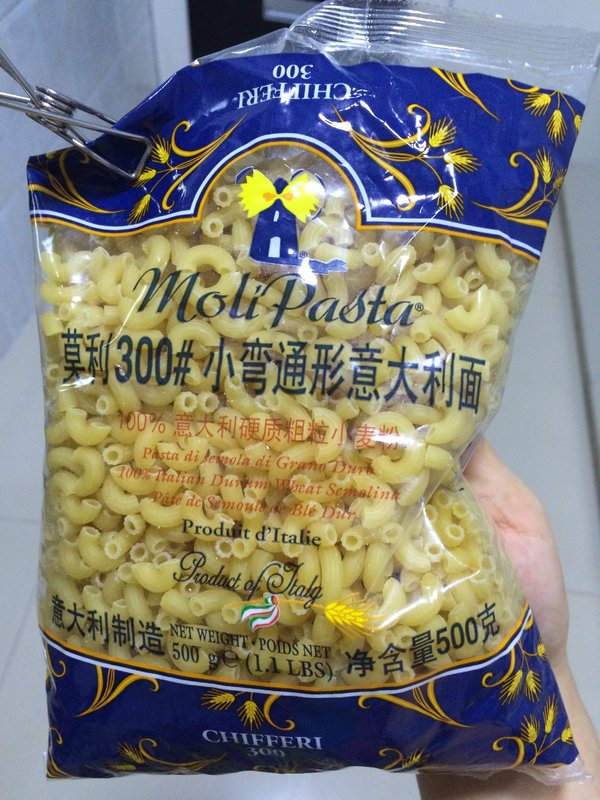 CHIFFERI
300
Moli Pasta®
莫利300# 小弯通形意大利面
100% 意大利硬质粗粒小麦粉
Pasta di semola di Grano Duro
100% Italian Durum Wheat Semolina
Pâte de Semoule de Blé Dur
Produit d'Italie
Product of Italy
意大利制造
NET WEIGHT · POIDS NET
500 g e (1.1 LBS)
净含量500克
CHIFFERI
300